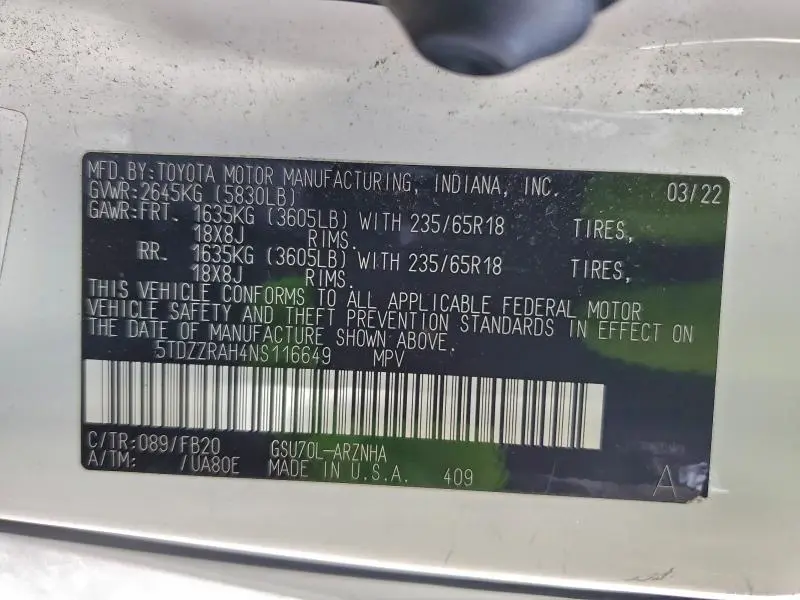 MFD.BY:TOYOTA MOTOR MANUFACTURING, INDIANA, INC. 03/22
GVWR:2645KG (5830LB)
GAWR:FRT. 1635KG (3605LB) WITH 235/65R18 TIRES,
18X8J RIMS.
RR. 1635KG (3605LB) WITH 235/65R18 TIRES,
18X8J RIMS.
THIS VEHICLE CONFORMS TO ALL APPLICABLE FEDERAL MOTOR
VEHICLE SAFETY AND THEFT PREVENTION STANDARDS IN EFFECT ON
THE DATE OF MANUFACTURE SHOWN ABOVE.
5TDZZRAH4NS116649 MPV
C/TR:089/FB20 GSU70L-ARZNHA
A/TM: /UA80E MADE IN U.S.A. 409 A